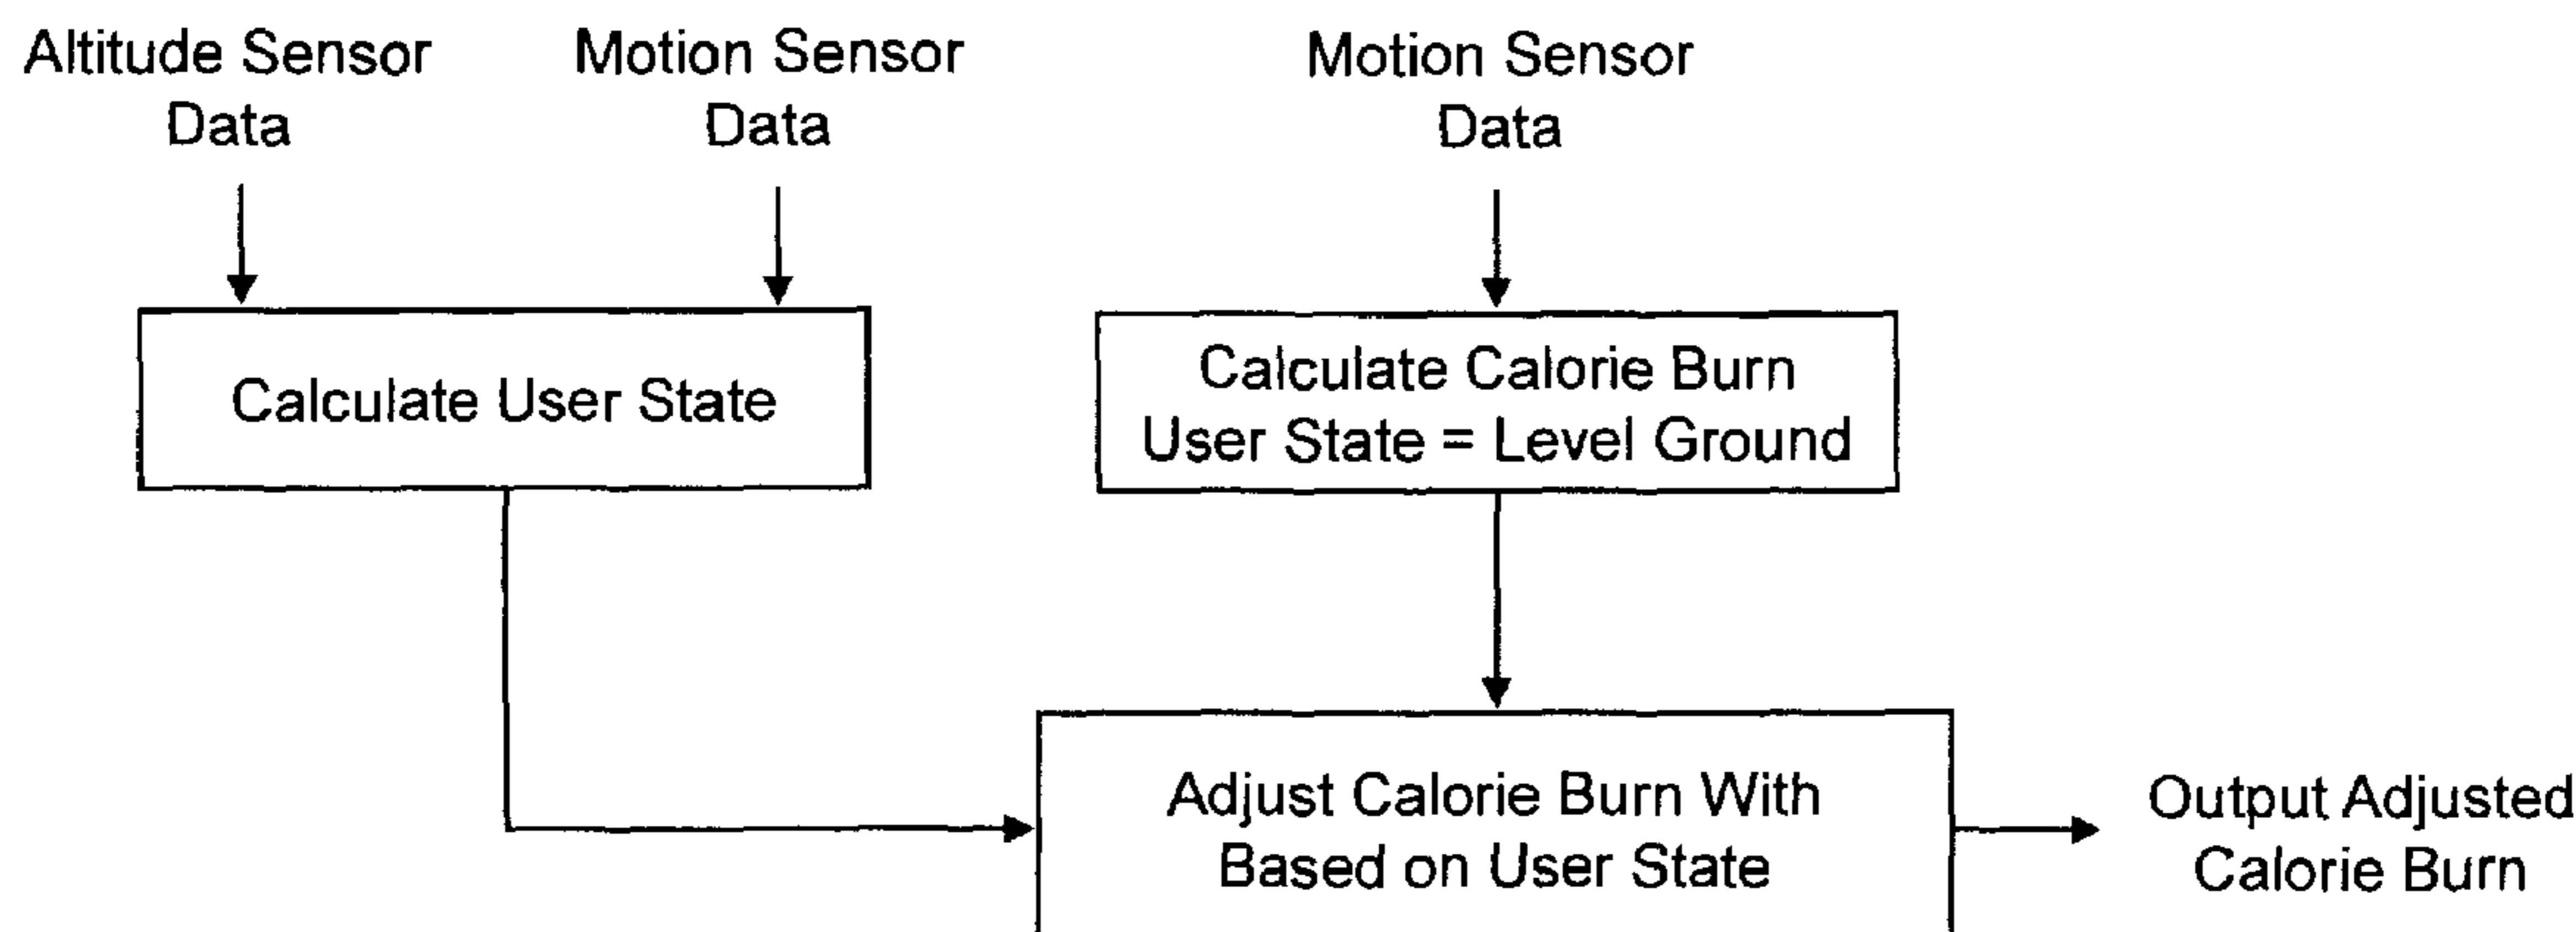 Altitude Sensor
Data
Motion Sensor
Data
Motion Sensor
Data
Calculate User State
Calculate Calorie Burn
User State = Level Ground
Adjust Calorie Burn With
Based on User State
Output Adjusted
Calorie Burn